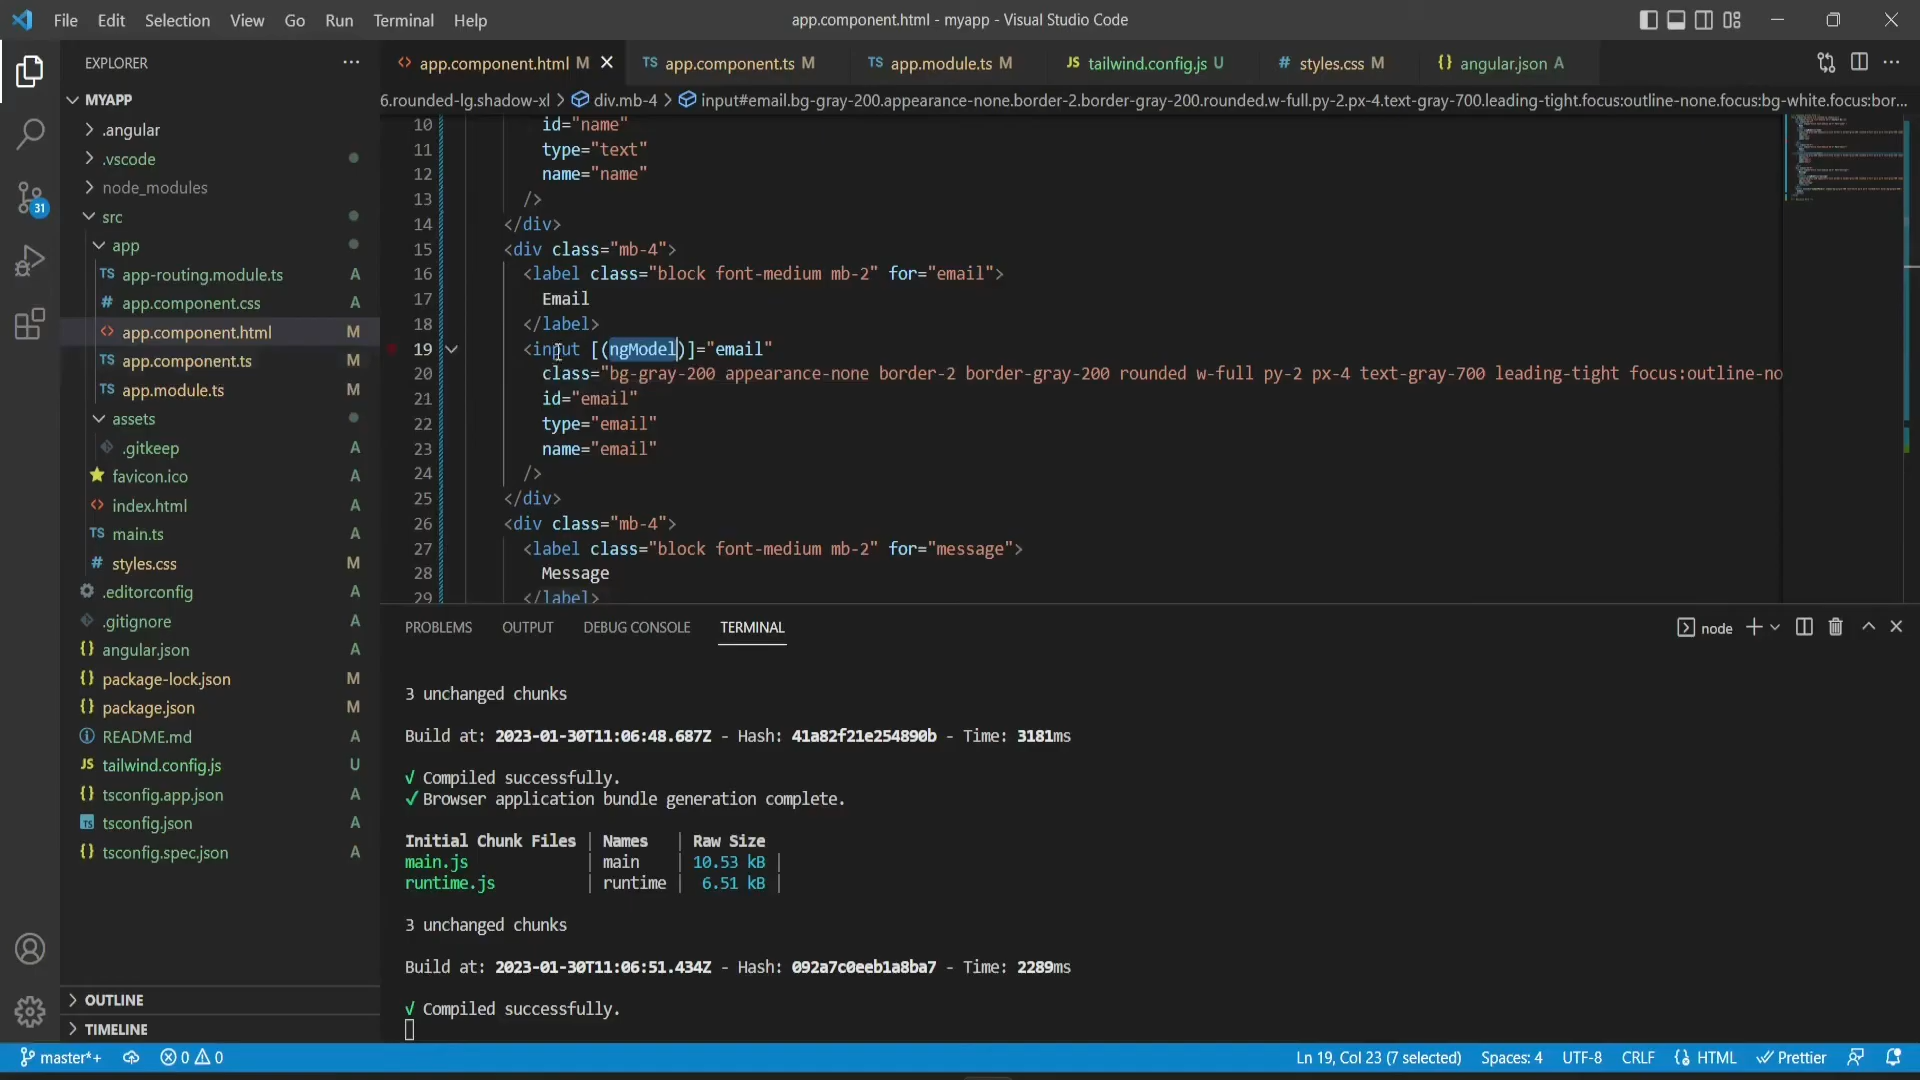 File Edit Selection View Go Run Terminal Help
app.component.html - myapp - Visual Studio Code
EXPLORER
app.component.html M
TS app.component.ts M
TS app.module.ts M
JS tailwind.config.js U
# styles.css M
{} angular.json A
6.rounded-lg.shadow-xl > div.mb-4 > input#email.bg-gray-200.appearance-none.border-2.border-gray-200.rounded.w-full.py-2.px-4.text-gray-700.leading-tight.focus:outline-none.focus:bg-white.focus:bor...
MYAPP
.angular
.vscode
node_modules
31
src
app
TS app-routing.module.ts A
# app.component.css A
<> app.component.html M
TS app.component.ts M
TS app.module.ts M
assets
.gitkeep A
favicon.ico A
<> index.html A
TS main.ts A
# styles.css M
.editorconfig A
.gitignore A
{} angular.json A
{} package-lock.json M
{} package.json M
README.md A
JS tailwind.config.js U
{} tsconfig.app.json A
TS tsconfig.json A
{} tsconfig.spec.json A
OUTLINE
TIMELINE
10 id="name"
11 type="text"
12 name="name"
13 />
14 </div>
15 <div class="mb-4">
16 <label class="block font-medium mb-2" for="email">
17 Email
18 </label>
19 <input [(ngModel)]="email"
20 class="bg-gray-200 appearance-none border-2 border-gray-200 rounded w-full py-2 px-4 text-gray-700 leading-tight focus:outline-no
21 id="email"
22 type="email"
23 name="email"
24 />
25 </div>
26 <div class="mb-4">
27 <label class="block font-medium mb-2" for="message">
28 Message
29 </label>
PROBLEMS OUTPUT DEBUG CONSOLE TERMINAL
node
3 unchanged chunks
Build at: 2023-01-30T11:06:48.687Z - Hash: 41a82f21e254890b - Time: 3181ms
√ Compiled successfully.
✓ Browser application bundle generation complete.
Initial Chunk Files | Names | Raw Size
main.js | main | 10.53 kB |
runtime.js | runtime | 6.51 kB |
3 unchanged chunks
Build at: 2023-01-30T11:06:51.434Z - Hash: 092a7c0eeb1a8ba7 - Time: 2289ms
√ Compiled successfully.
master*+
0 0
Ln 19, Col 23 (7 selected)
Spaces: 4
UTF-8
CRLF
HTML
Prettier